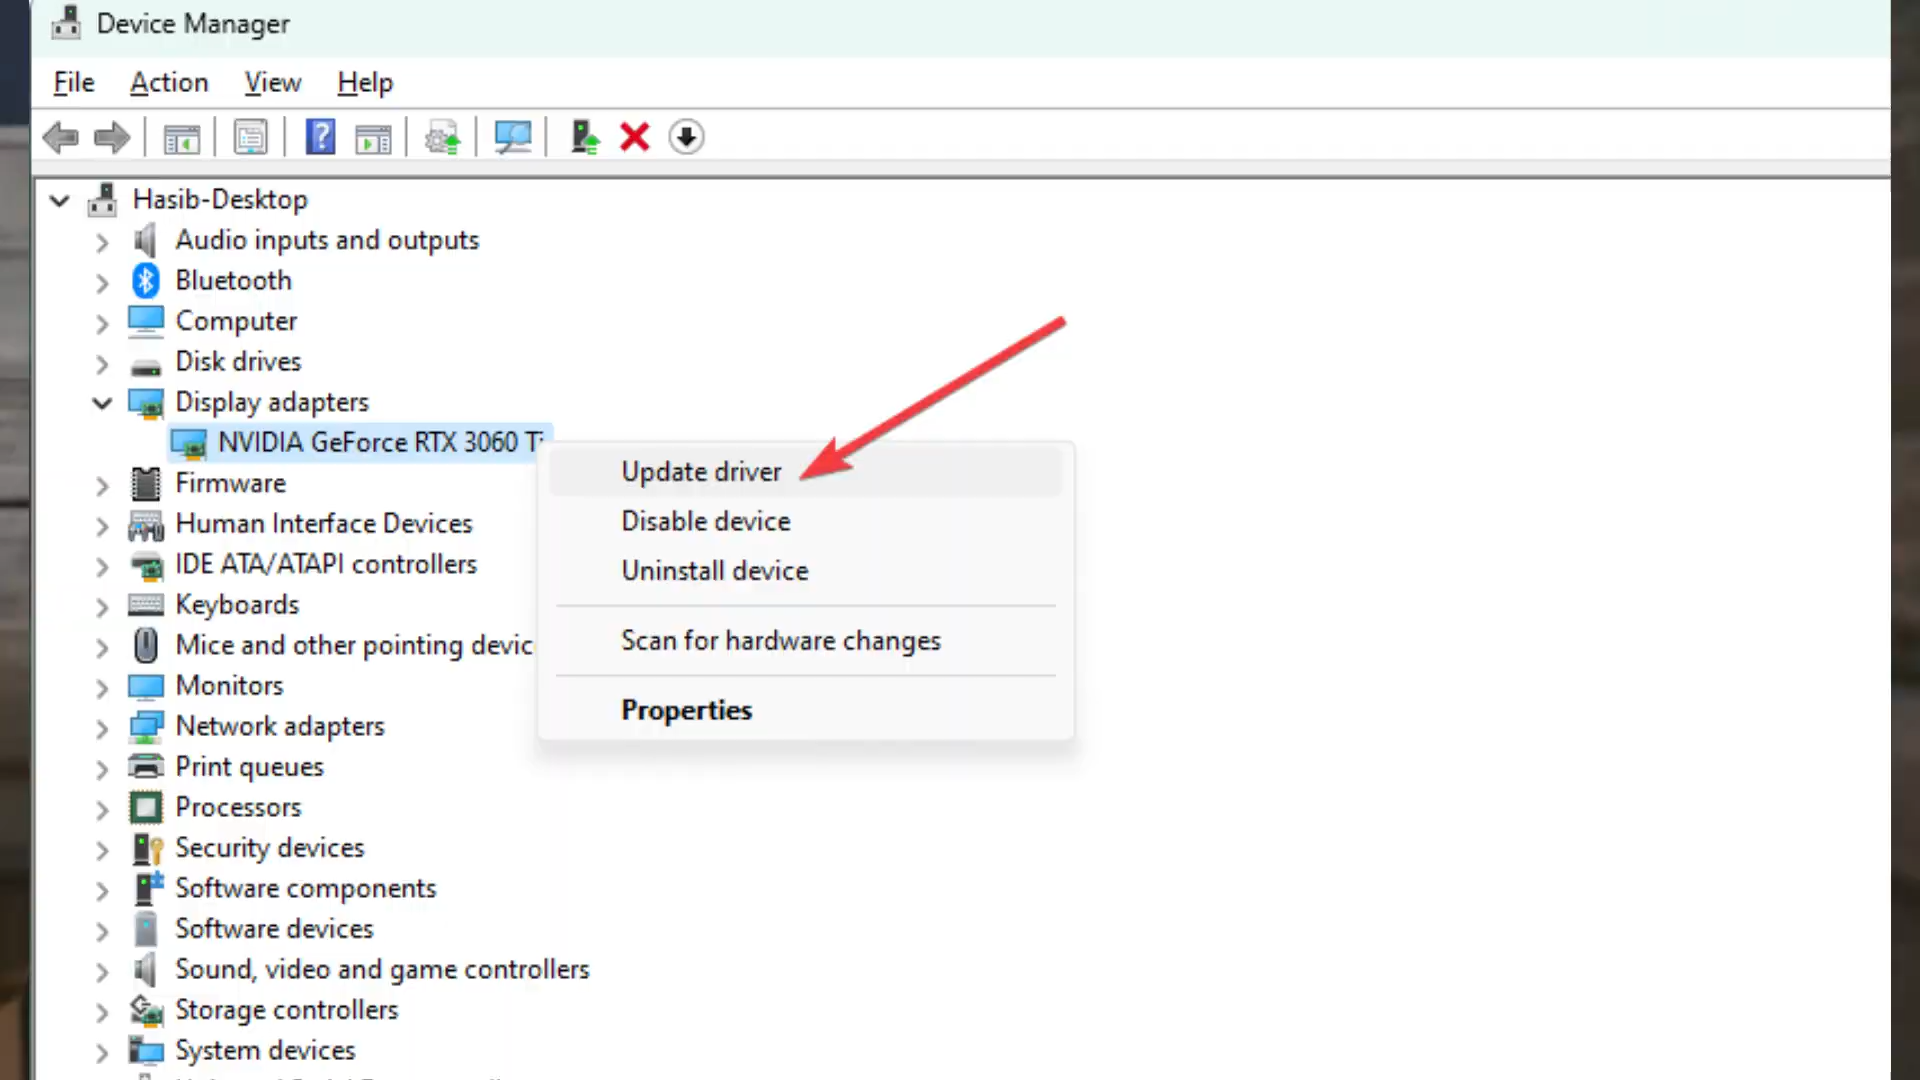 Device Manager
File Action View Help
Hasib-Desktop
Audio inputs and outputs
Bluetooth
Computer
Disk drives
Display adapters
NVIDIA GeForce RTX 3060 Ti
Update driver
Disable device
Uninstall device
Scan for hardware changes
Properties
Firmware
Human Interface Devices
IDE ATA/ATAPI controllers
Keyboards
Mice and other pointing devic
Monitors
Network adapters
Print queues
Processors
Security devices
Software components
Software devices
Sound, video and game controllers
Storage controllers
System devices